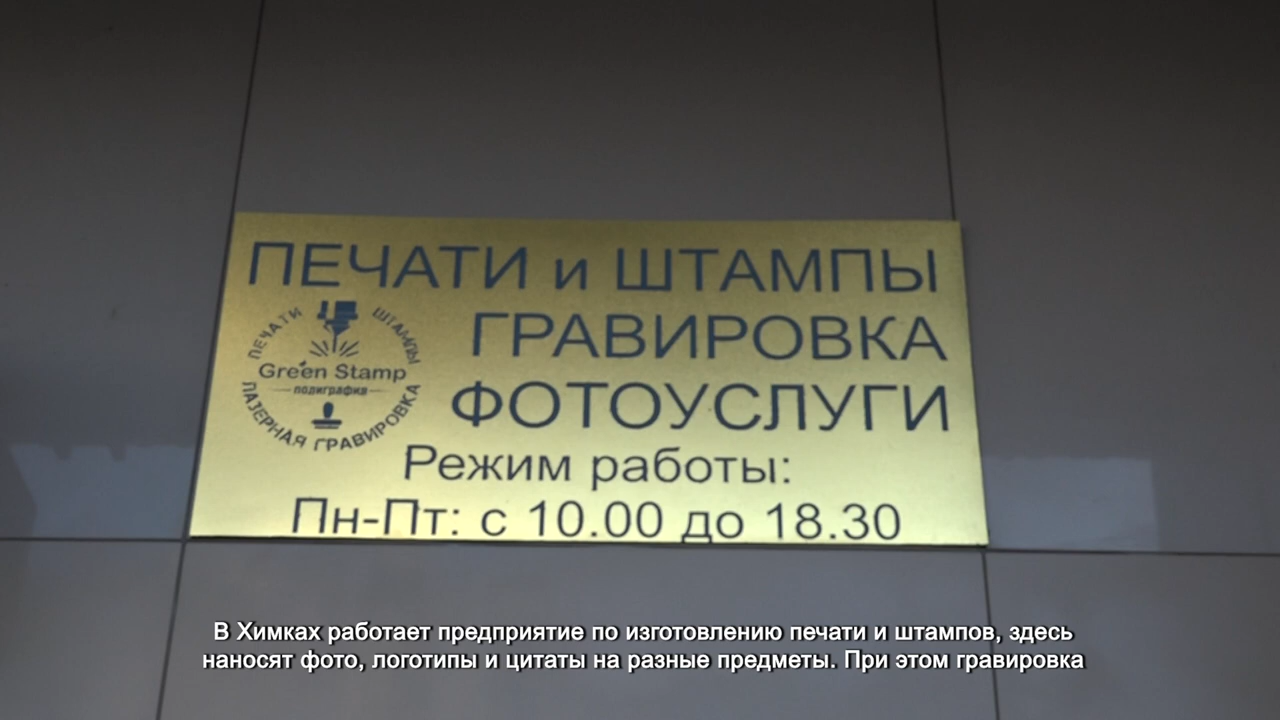 ПЕЧАТИ и ШТАМПЫ
ГРАВИРОВКА
ФОТОУСЛУГИ
ПЕЧАТИ ШТАМПЫ
Green Stamp
полиграфия
ЛАЗЕРНАЯ ГРАВИРОВКА
Режим работы:
Пн-Пт: с 10.00 до 18.30
В Химках работает предприятие по изготовлению печати и штампов, здесь
наносят фото, логотипы и цитаты на разные предметы. При этом гравировка